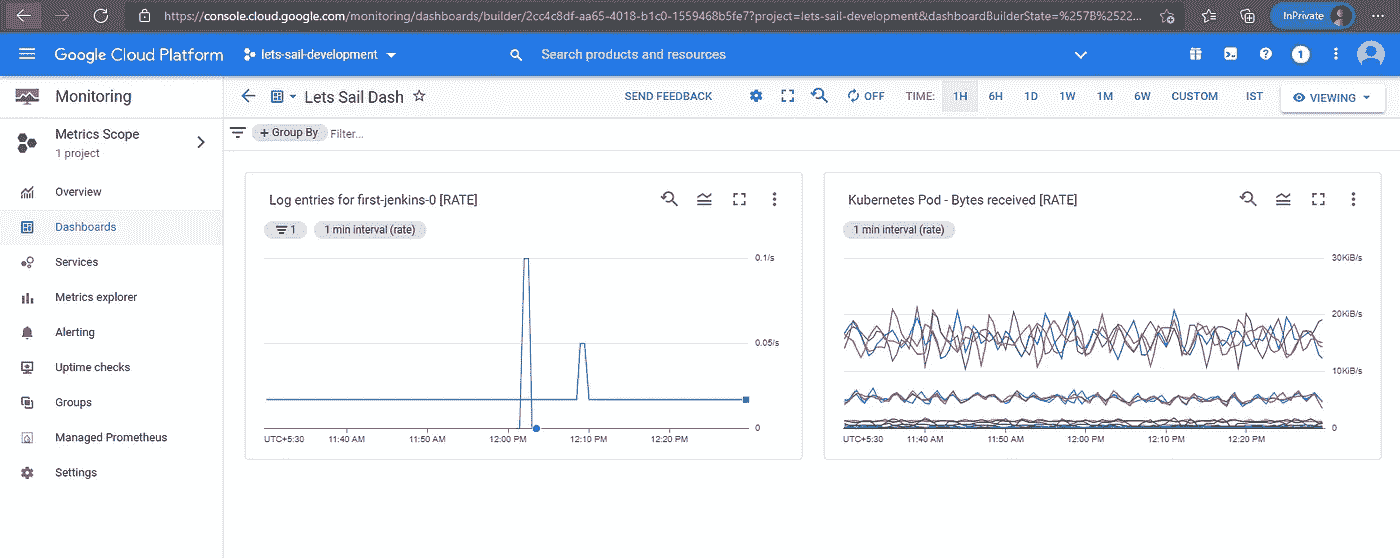 https://console.cloud.google.com/monitoring/dashboards/builder/2cc4c8df-aa65-4018-b1c0-1559468b5fe7?project=lets-sail-development&dashboardBuilderState=%257B%2522... InPrivate
Google Cloud Platform lets-sail-development Search products and resources 1
Monitoring Lets Sail Dash SEND FEEDBACK OFF TIME: 1H 6H 1D 1W 1M 6W CUSTOM IST VIEWING
Metrics Scope
1 project
+ Group By Filter...
Overview
Dashboards
Services
Metrics explorer
Alerting
Uptime checks
Groups
Managed Prometheus
Settings
Log entries for first-jenkins-0 [RATE]
1 1 min interval (rate)
0.1/s
0.05/s
0
UTC+5:30 11:40 AM 11:50 AM 12:00 PM 12:10 PM 12:20 PM
Kubernetes Pod - Bytes received [RATE]
1 min interval (rate)
30KiB/s
20KiB/s
10KiB/s
0
UTC+5:30 11:40 AM 11:50 AM 12:00 PM 12:10 PM 12:20 PM